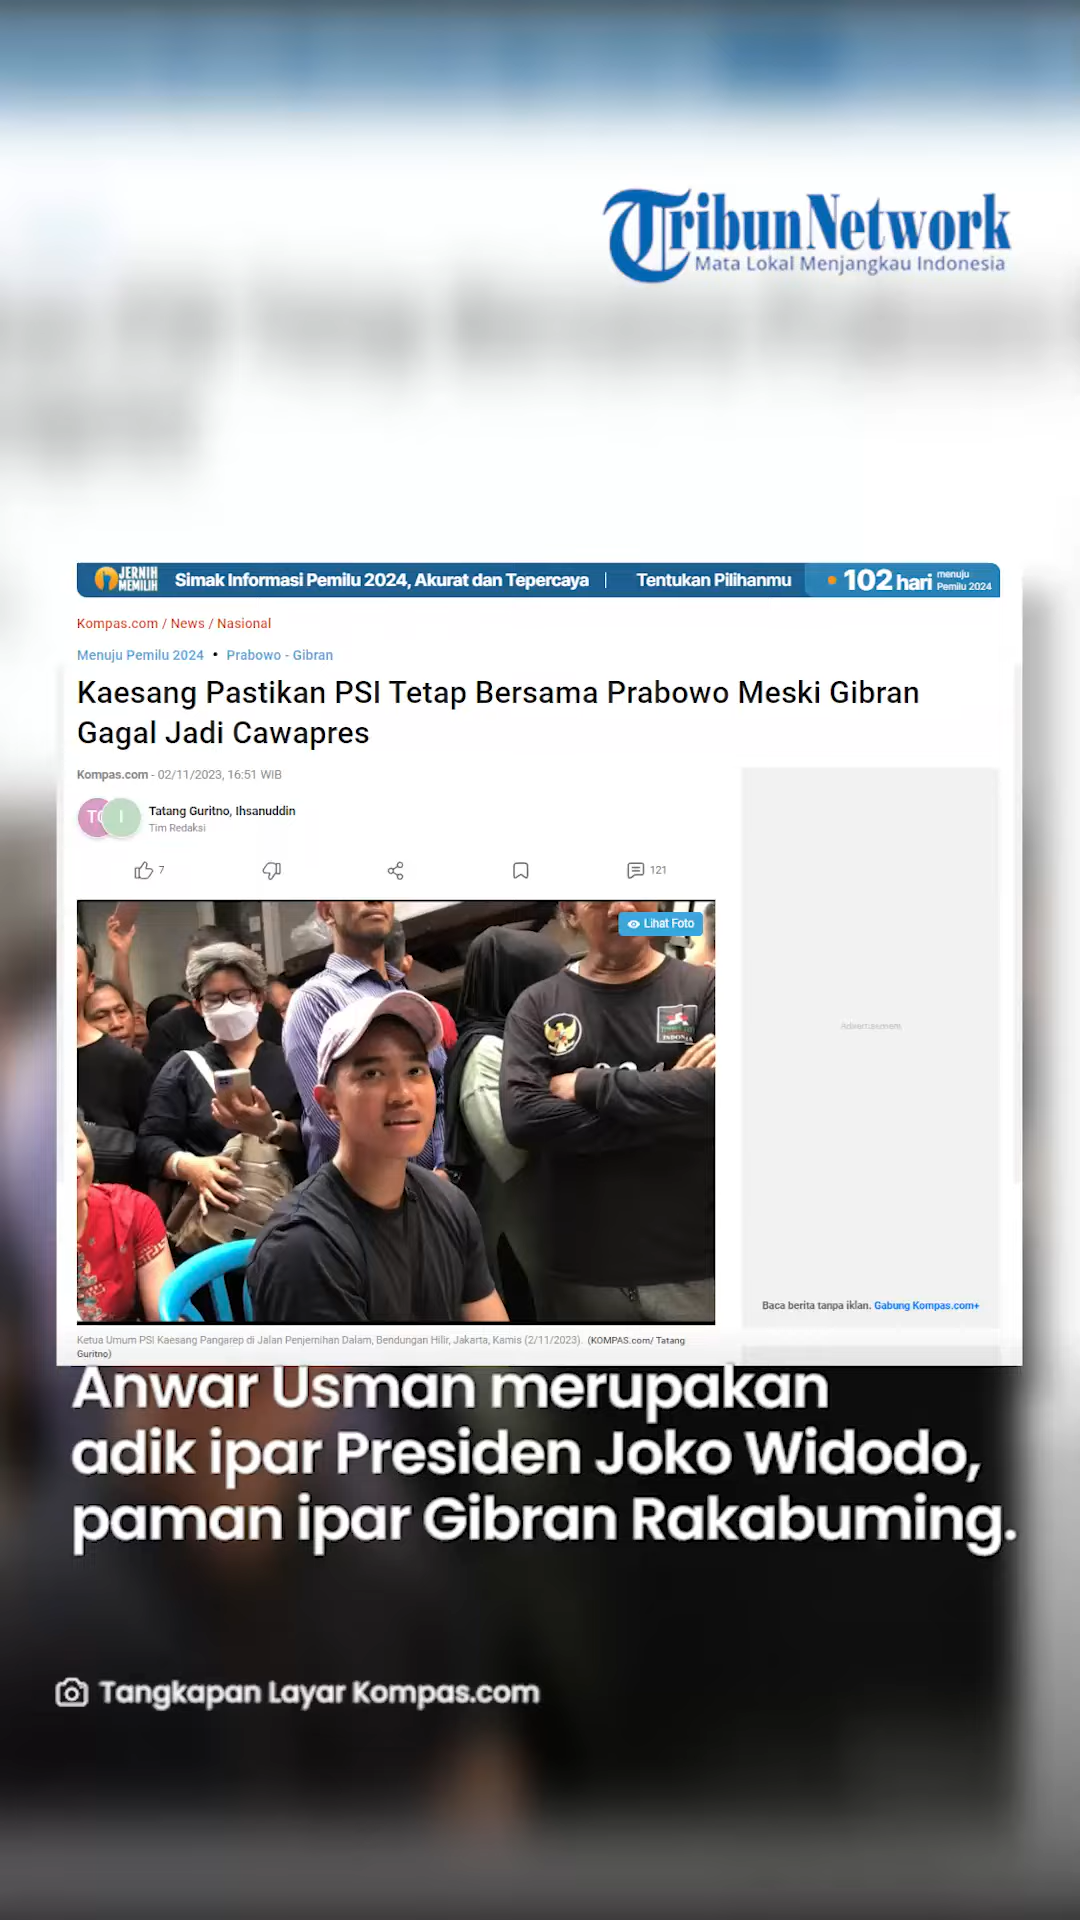 Tribun Network
Mata Lokal Menjangkau Indonesia
JERNIH
MEMILIH
Simak Informasi Pemilu 2024, Akurat dan Tepercaya
Tentukan Pilihanmu
102 hari menuju
Pemilu 2024
Kompas.com / News / Nasional
Menuju Pemilu 2024 • Prabowo - Gibran
Kaesang Pastikan PSI Tetap Bersama Prabowo Meski Gibran
Gagal Jadi Cawapres
Kompas.com - 02/11/2023, 16:51 WIB
Tatang Guritno, Ihsanuddin
Tim Redaksi
7
121
Lihat Foto
Advertisement
Baca berita tanpa iklan. Gabung Kompas.com+
Ketua Umum PSI Kaesang Pangarep di Jalan Penjernihan Dalam, Bendungan Hilir, Jakarta, Kamis (2/11/2023). (KOMPAS.com/ Tatang
Guritno)
Anwar Usman merupakan
adik ipar Presiden Joko Widodo,
paman ipar Gibran Rakabuming.
Tangkapan Layar Kompas.com